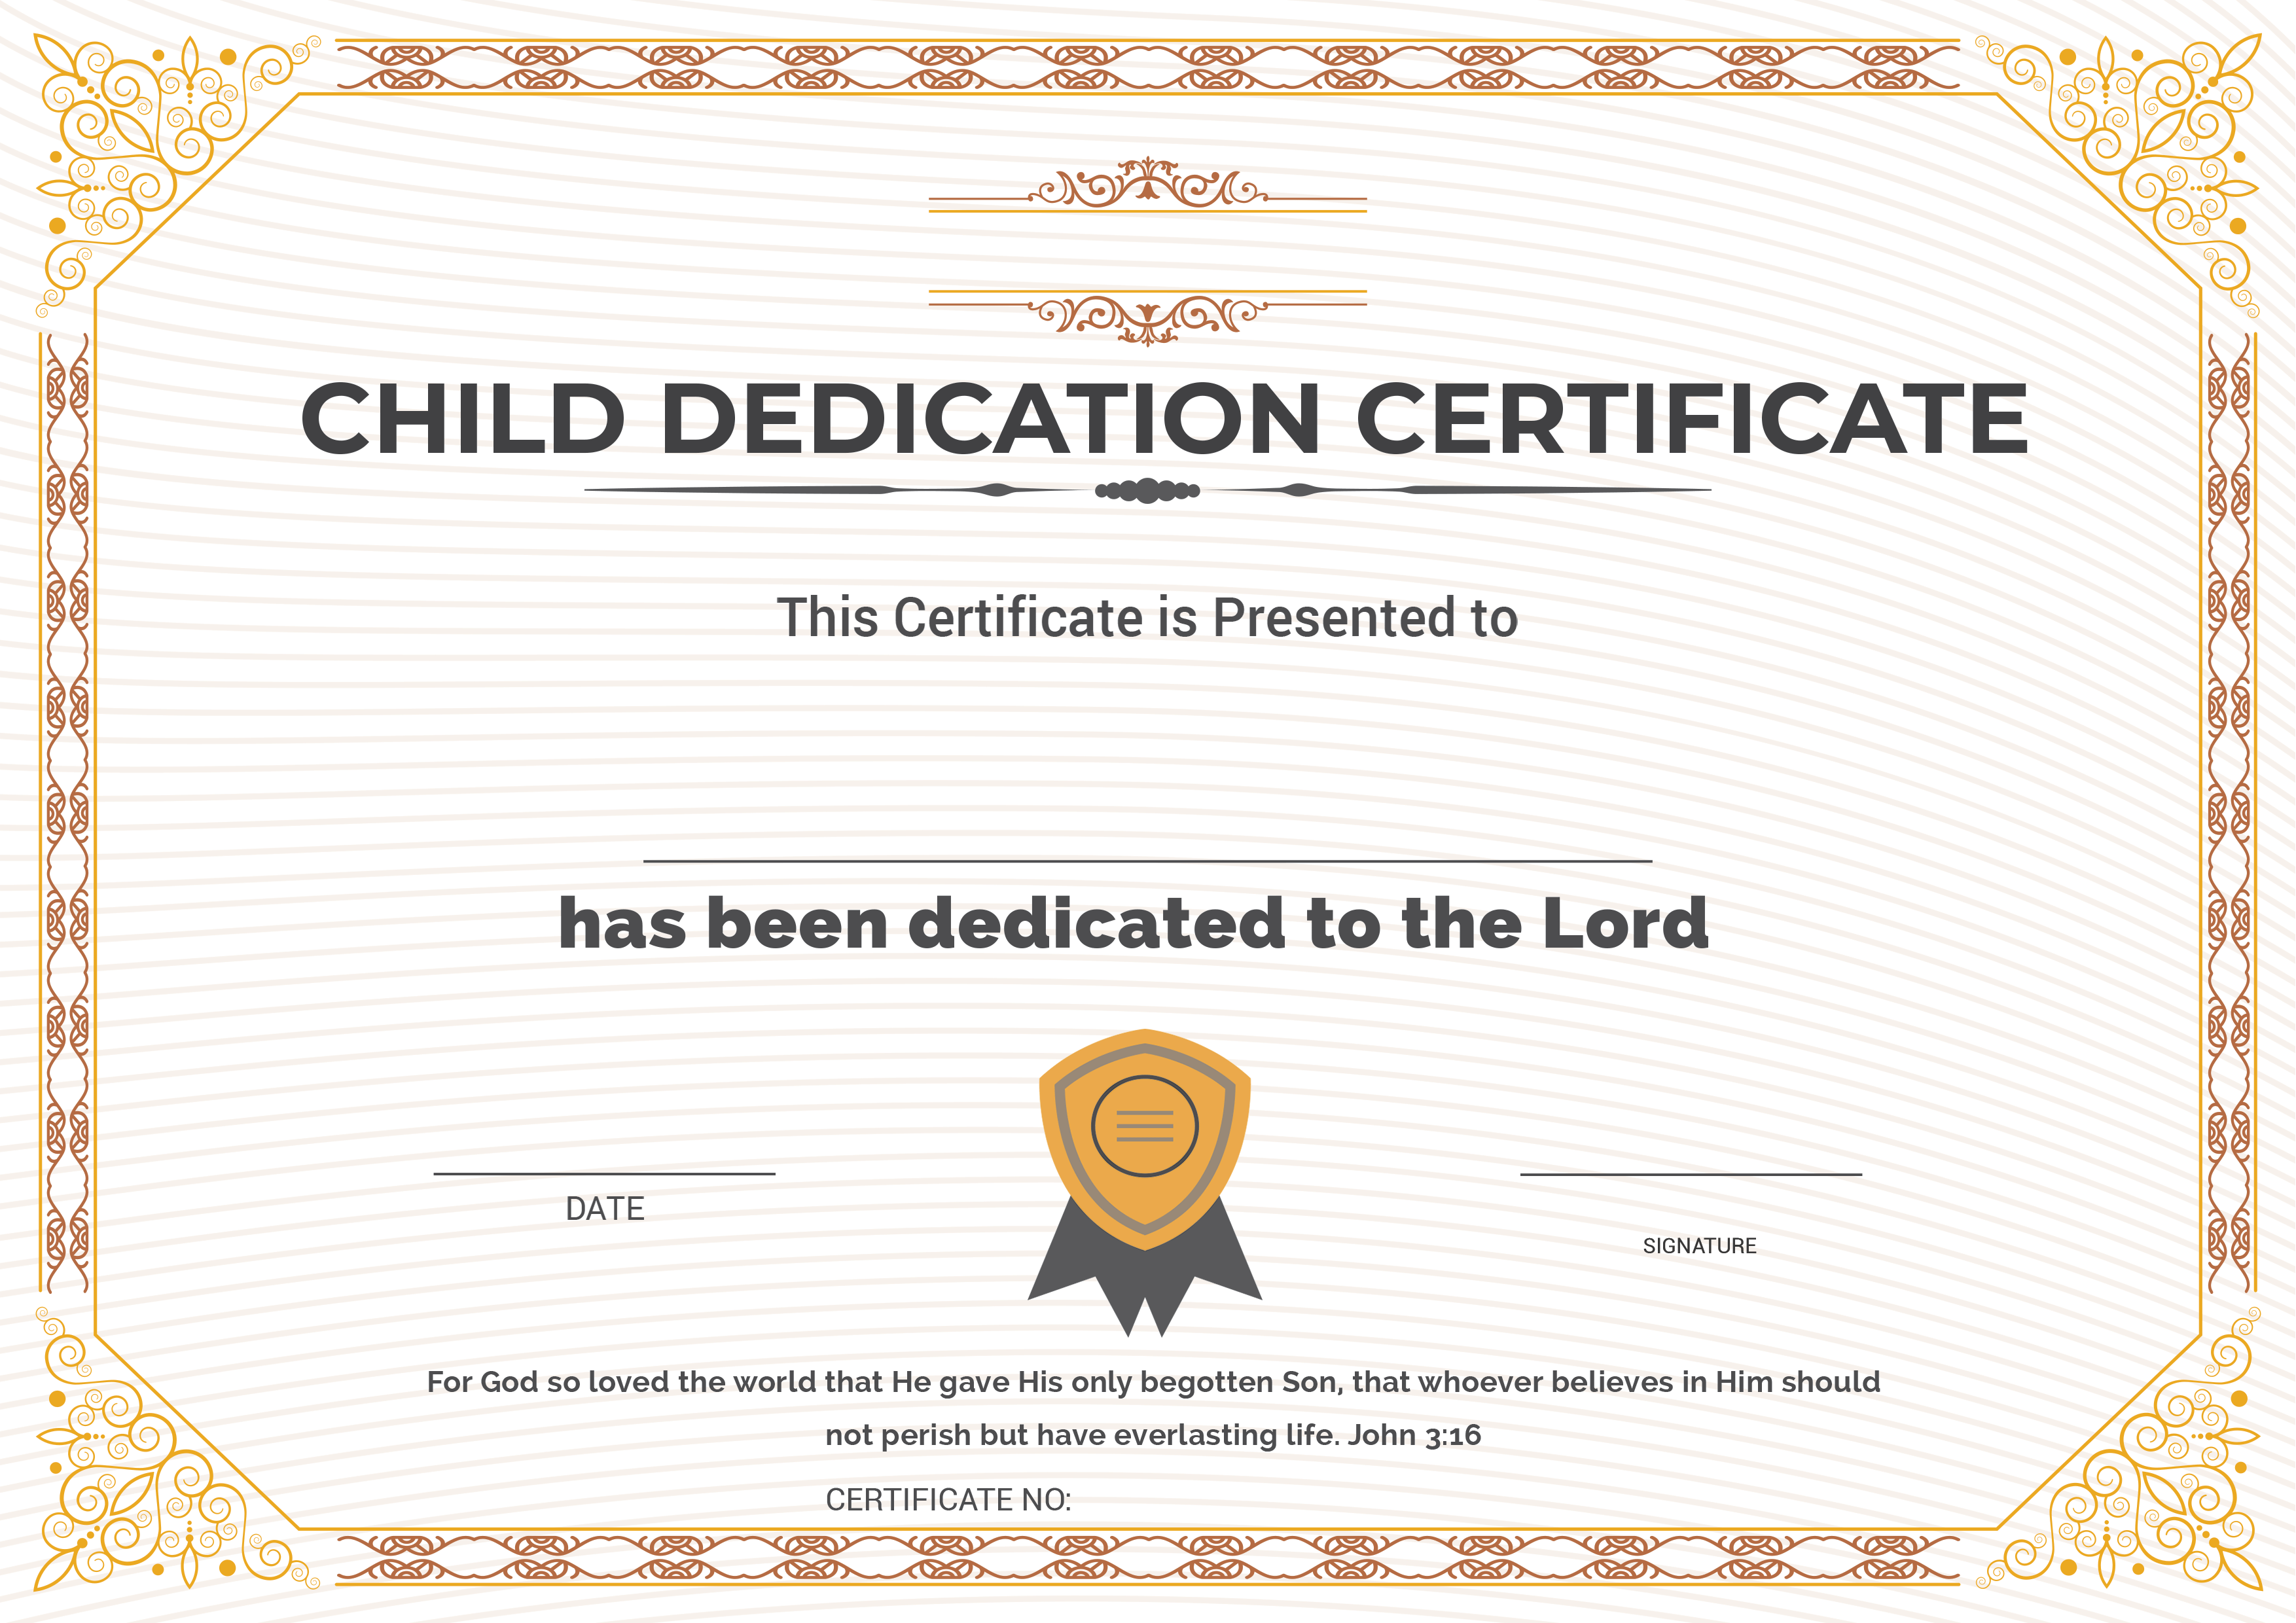 CHILD DEDICATION CERTIFICATE
This Certificate is Presented to
has been dedicated to the Lord
DATE
SIGNATURE
For God so loved the world that He gave His only begotten Son, that whoever believes in Him should
not perish but have everlasting life. John 3:16
CERTIFICATE NO: